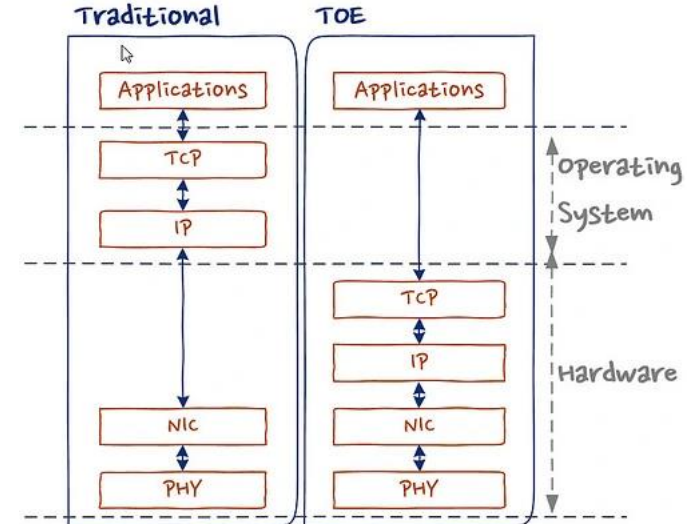 Traditional
TOE
Applications
Applications
TCP
IP
Operating
System
TCP
IP
Hardware
NIC
NIC
PHY
PHY